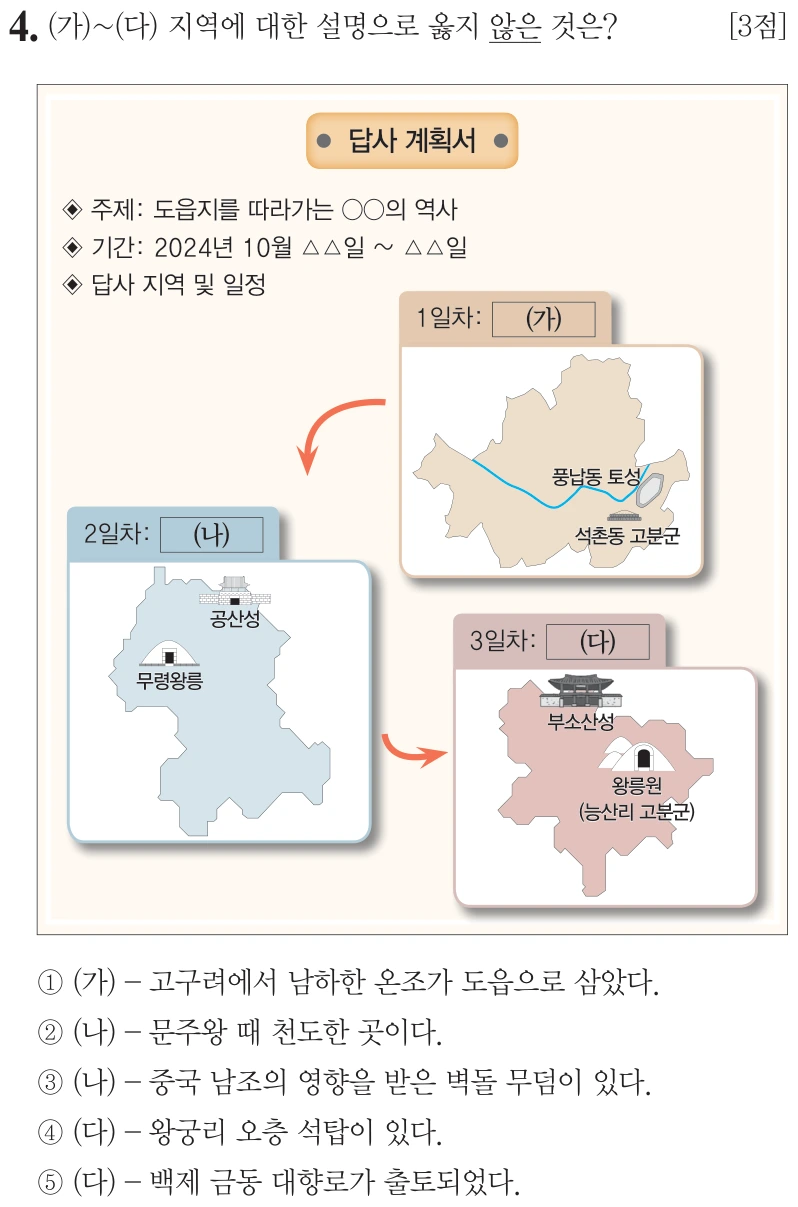 4. (가)~(다) 지역에 대한 설명으로 옳지 않은 것은? [3점]
답사 계획서
◈ 주제: 도읍지를 따라가는 ○○의 역사
◈ 기간: 2024년 10월 △△일 ~ △△일
◈ 답사 지역 및 일정
1일차: (가)
풍납동 토성
석촌동 고분군
2일차: (나)
공산성
무령왕릉
3일차: (다)
부소산성
왕릉원
(능산리 고분군)
① (가) – 고구려에서 남하한 온조가 도읍으로 삼았다.
② (나) – 문주왕 때 천도한 곳이다.
③ (나) – 중국 남조의 영향을 받은 벽돌 무덤이 있다.
④ (다) – 왕궁리 오층 석탑이 있다.
⑤ (다) – 백제 금동 대향로가 출토되었다.